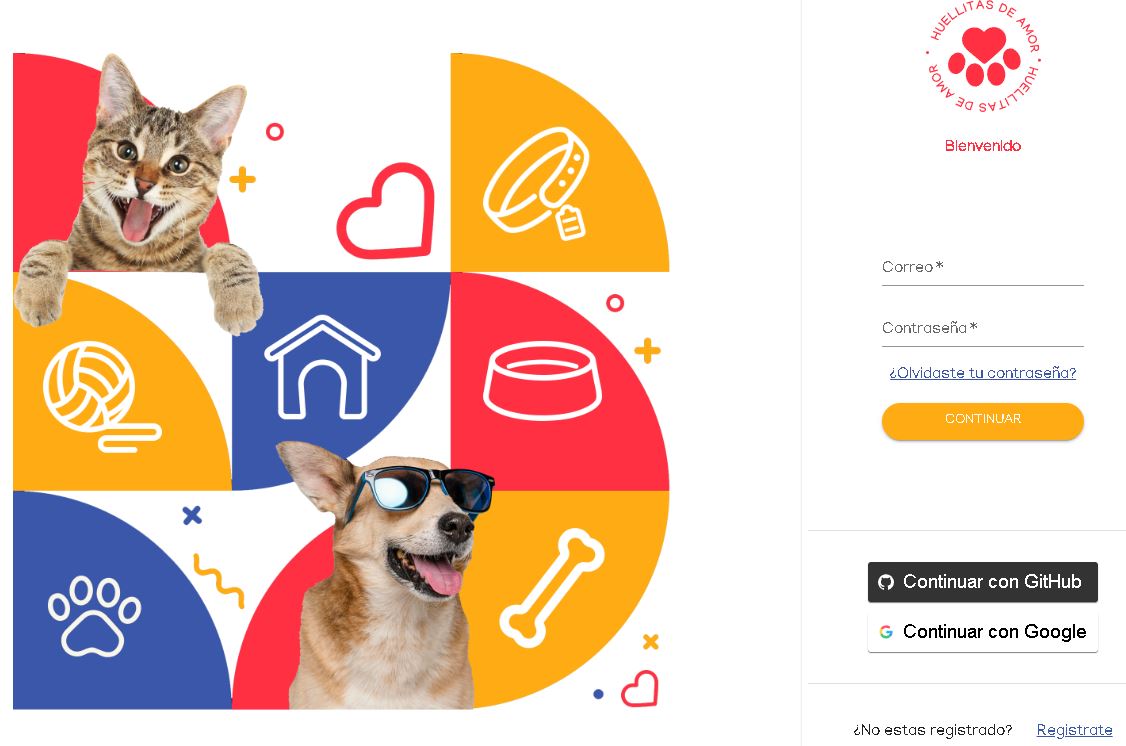 HUELLITAS DE AMOR • HUELLITAS DE AMOR •
Bienvenido
Correo *
Contraseña *
¿Olvidaste tu contraseña?
CONTINUAR
Continuar con GitHub
Continuar con Google
¿No estas registrado? Registrate